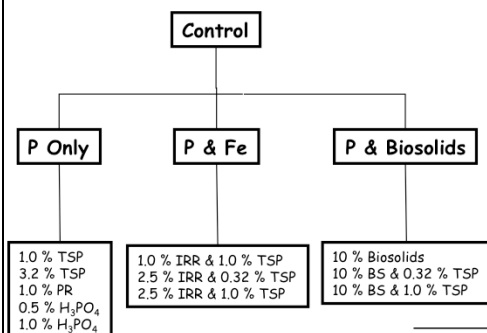 Control
P Only
P & Fe
P & Biosolids
1.0 % TSP
3.2 % TSP
1.0 % PR
0.5 % H₃PO₄
1.0 % H₃PO₄
1.0 % IRR & 1.0 % TSP
2.5 % IRR & 0.32 % TSP
2.5 % IRR & 1.0 % TSP
10 % Biosolids
10 % BS & 0.32 % TSP
10 % BS & 1.0 % TSP